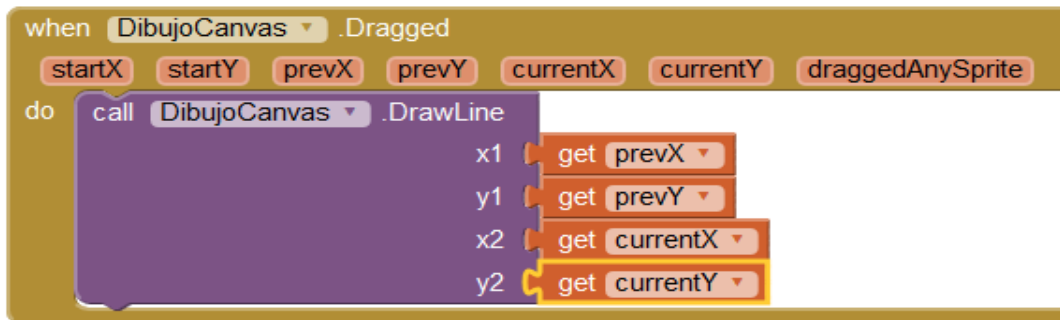 when DibujoCanvas .Dragged
startX startY prevX prevY currentX currentY draggedAnySprite
do call DibujoCanvas .DrawLine
x1 get prevX
y1 get prevY
x2 get currentX
y2 get currentY